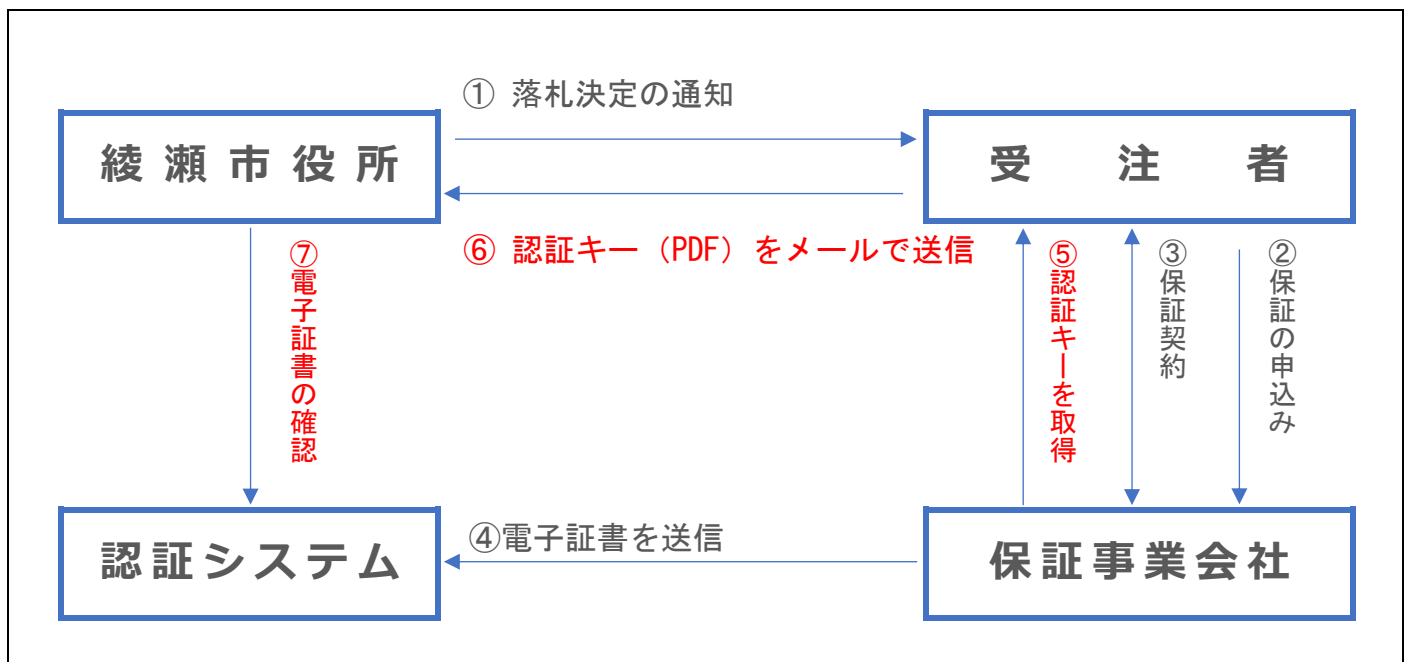 ① 落札決定の通知
綾瀬市役所
受注者
⑥ 認証キー（PDF）をメールで送信
⑦電子証書の確認
⑤認証キーを取得
③保証契約
②保証の申込み
④電子証書を送信
認証システム
保証事業会社